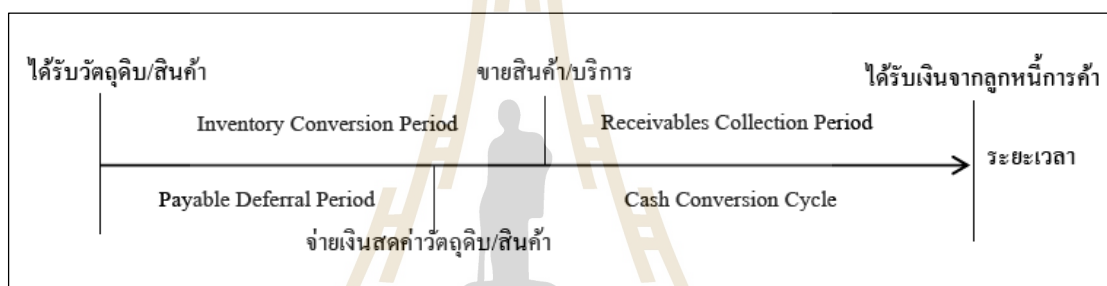 ได้รับวัตถุดิบ/สินค้า
ขายสินค้า/บริการ
ได้รับเงินจากลูกหนี้การค้า
Inventory Conversion Period
Receivables Collection Period
ระยะเวลา
Payable Deferral Period
Cash Conversion Cycle
จ่ายเงินสดค่าวัตถุดิบ/สินค้า